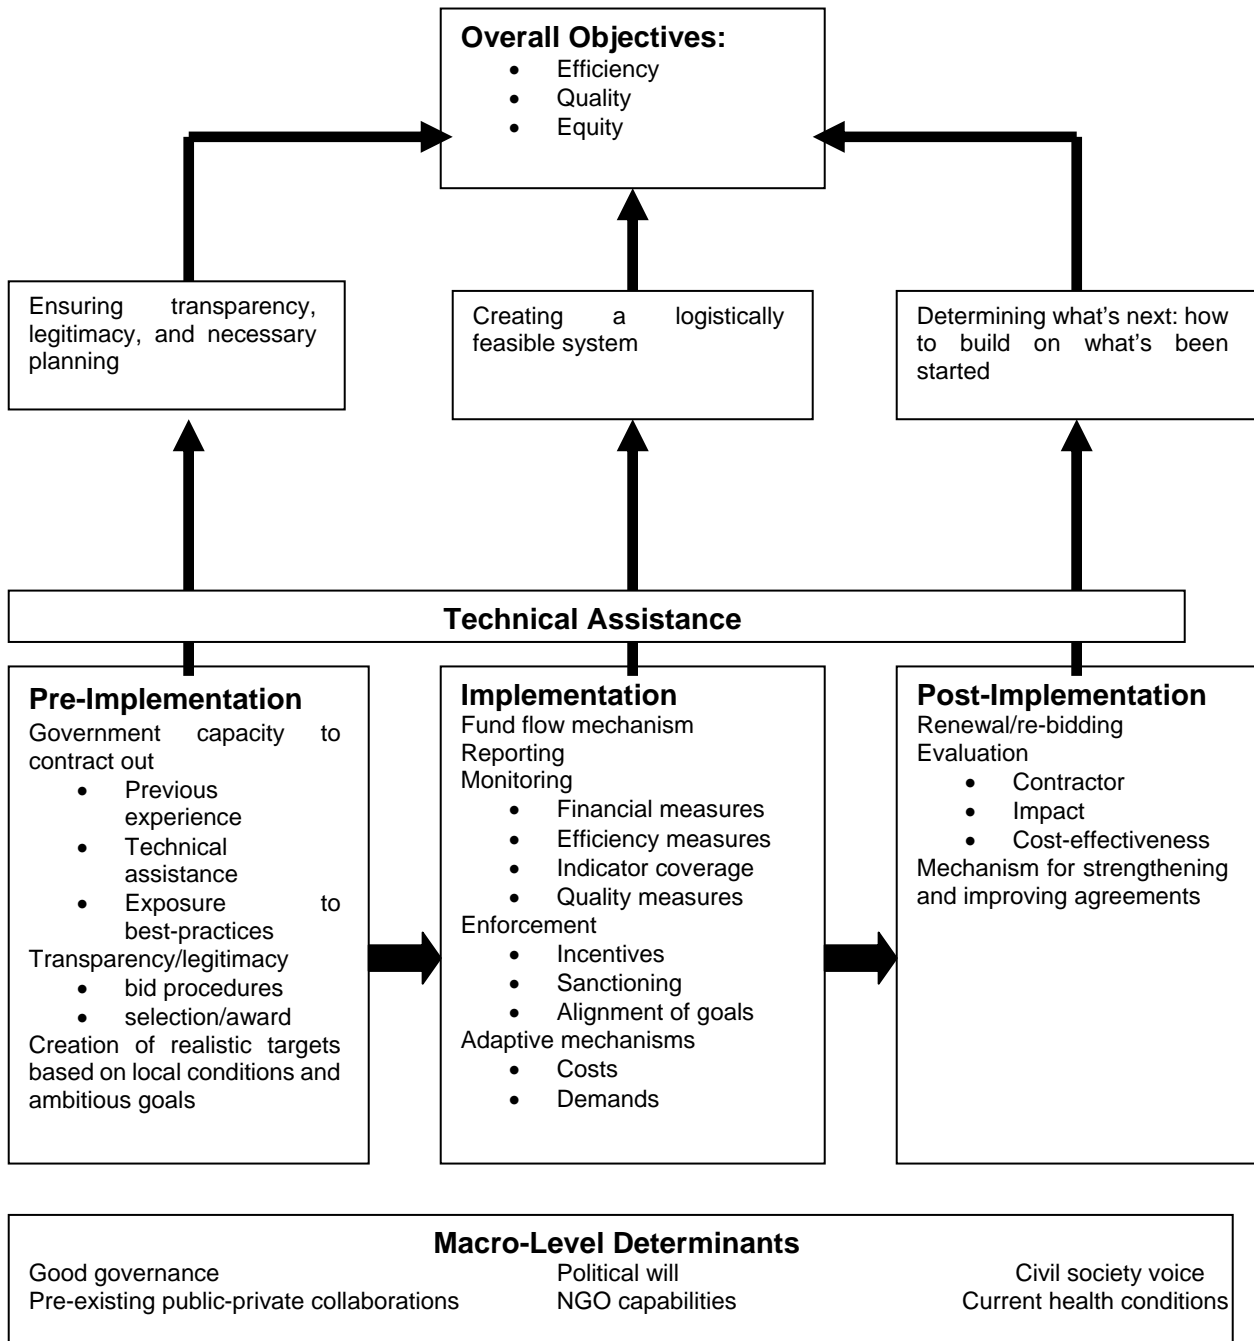 Overall Objectives:
• Efficiency
• Quality
• Equity
Ensuring transparency,
legitimacy, and necessary
planning
Creating a logistically
feasible system
Determining what's next: how
to build on what's been
started
Technical Assistance
Pre-Implementation
Government capacity to
contract out
• Previous
experience
• Technical
assistance
• Exposure to
best-practices
Transparency/legitimacy
• bid procedures
• selection/award
Creation of realistic targets
based on local conditions and
ambitious goals
Implementation
Fund flow mechanism
Reporting
Monitoring
• Financial measures
• Efficiency measures
• Indicator coverage
• Quality measures
Enforcement
• Incentives
• Sanctioning
• Alignment of goals
Adaptive mechanisms
• Costs
• Demands
Post-Implementation
Renewal/re-bidding
Evaluation
• Contractor
• Impact
• Cost-effectiveness
Mechanism for strengthening
and improving agreements
Macro-Level Determinants
Good governance Political will Civil society voice
Pre-existing public-private collaborations NGO capabilities Current health conditions